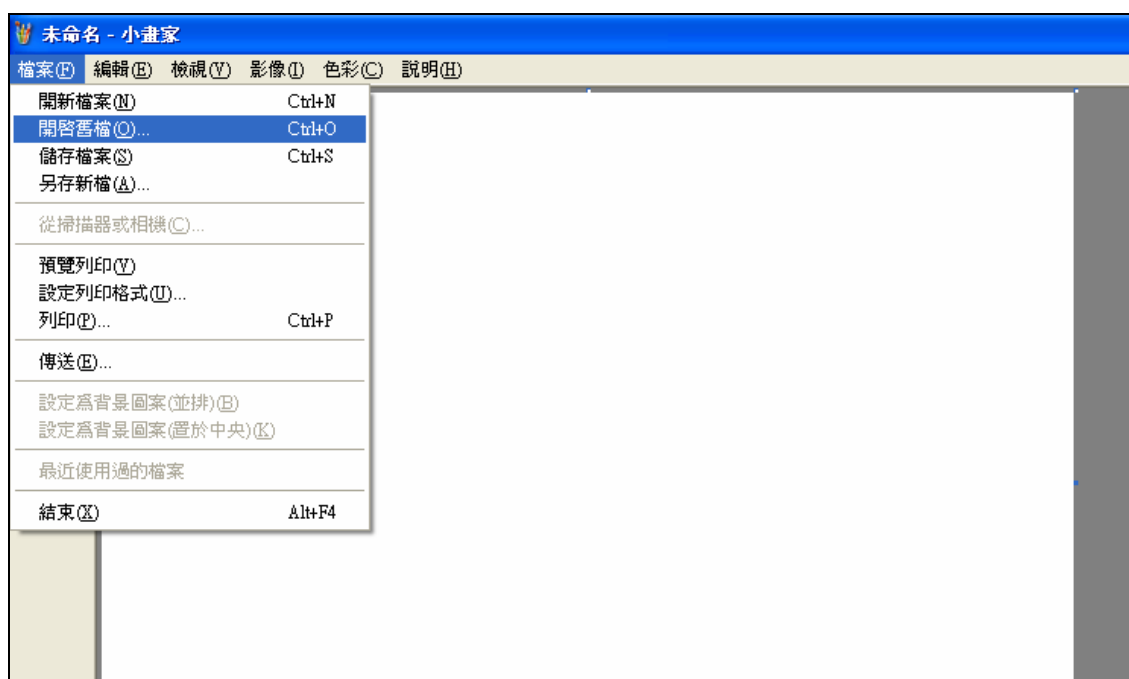 未命名 - 小畫家
檔案(F) 編輯(E) 檢視(V) 影像(I) 色彩(C) 說明(H)
開新檔案(N) Ctrl+N
開啓舊檔(O)... Ctrl+O
儲存檔案(S) Ctrl+S
另存新檔(A)...
從掃描器或相機(C)...
預覽列印(V)
設定列印格式(U)...
列印(P)... Ctrl+P
傳送(E)...
設定爲背景圖案(並排)(B)
設定爲背景圖案(置於中央)(K)
最近使用過的檔案
結束(X) Alt+F4